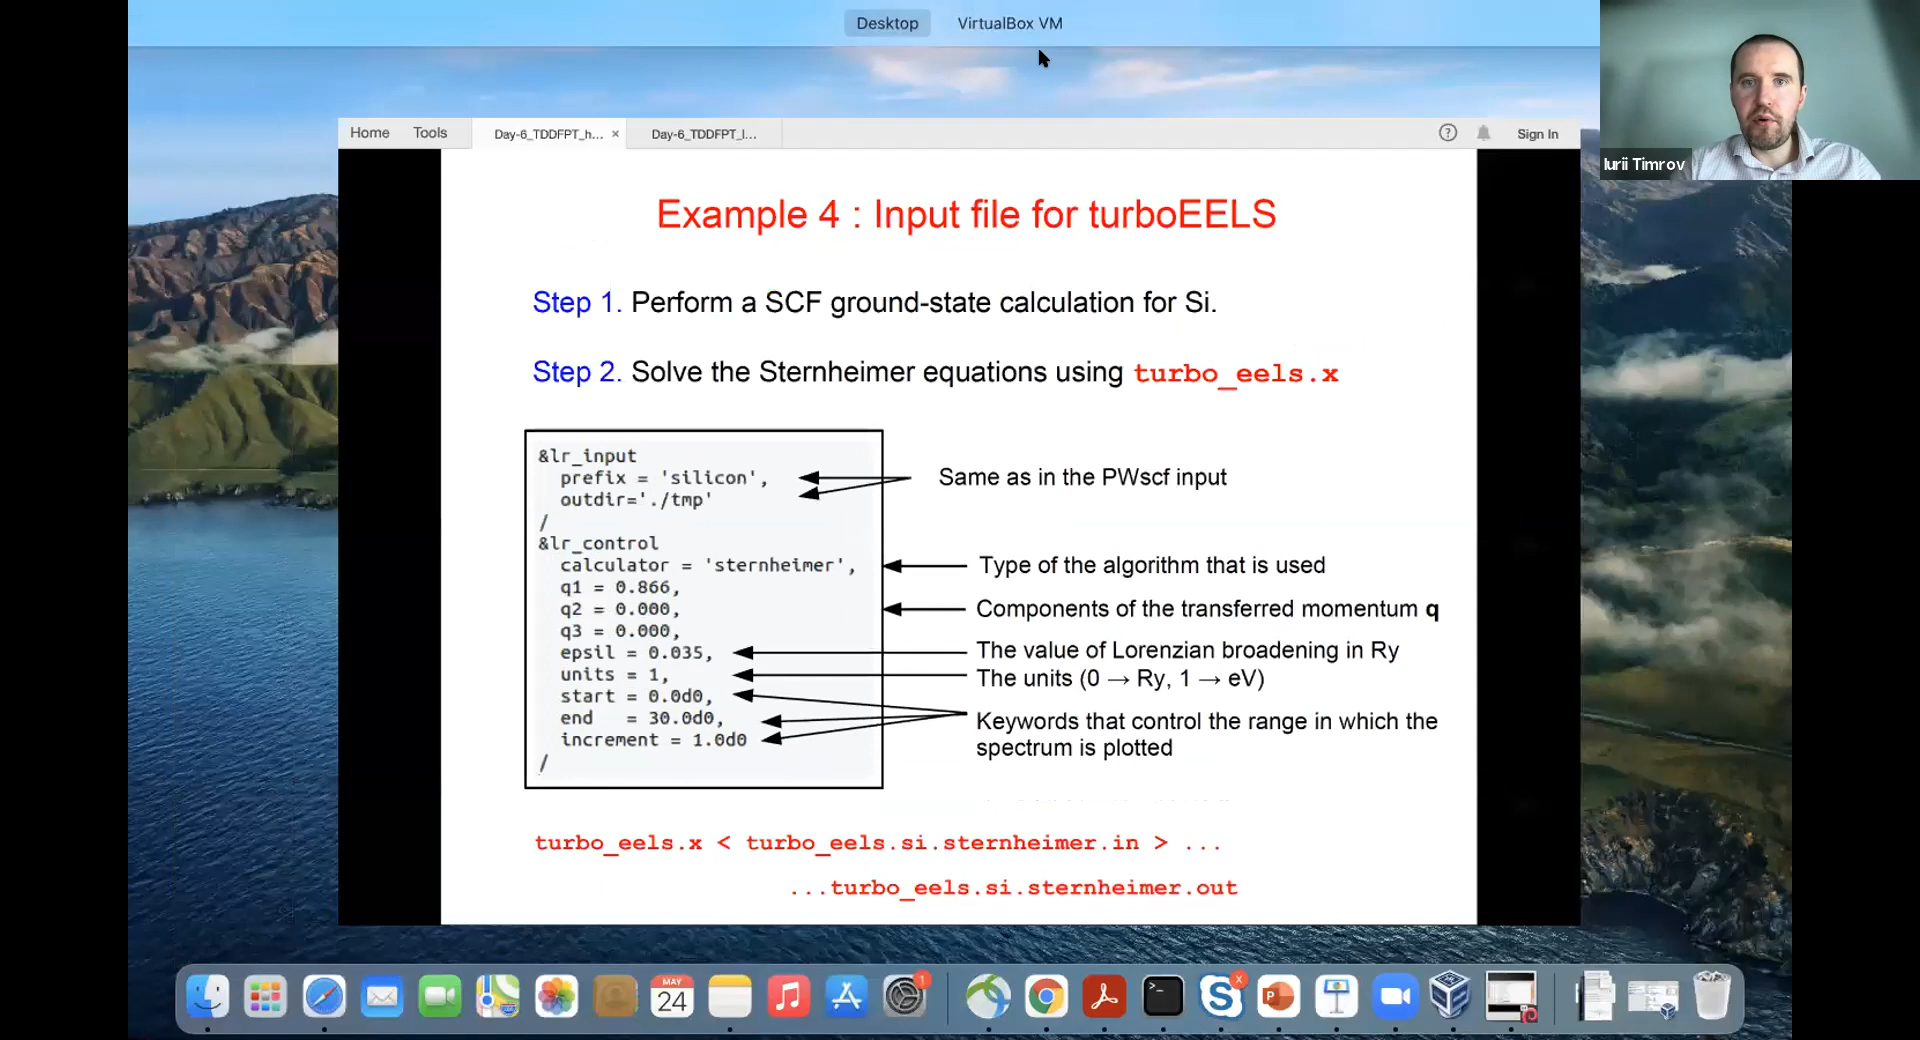 Desktop VirtualBox VM
Iurii Timrov
Home Tools Day-6_TDDFPT_h... × Day-6_TDDFPT_l... ? Sign In
Example 4 : Input file for turboEELS
Step 1. Perform a SCF ground-state calculation for Si.
Step 2. Solve the Sternheimer equations using turbo_eels.x
&lr_input
prefix = 'silicon',
outdir='./tmp'
/
&lr_control
calculator = 'sternheimer',
q1 = 0.866,
q2 = 0.000,
q3 = 0.000,
epsil = 0.035,
units = 1,
start = 0.0d0,
end = 30.0d0,
increment = 1.0d0
/
Same as in the PWscf input
Type of the algorithm that is used
Components of the transferred momentum q
The value of Lorenzian broadening in Ry
The units (0 → Ry, 1 → eV)
Keywords that control the range in which the
spectrum is plotted
turbo_eels.x < turbo_eels.si.sternheimer.in > ...
...turbo_eels.si.sternheimer.out
MAY
24
1
X